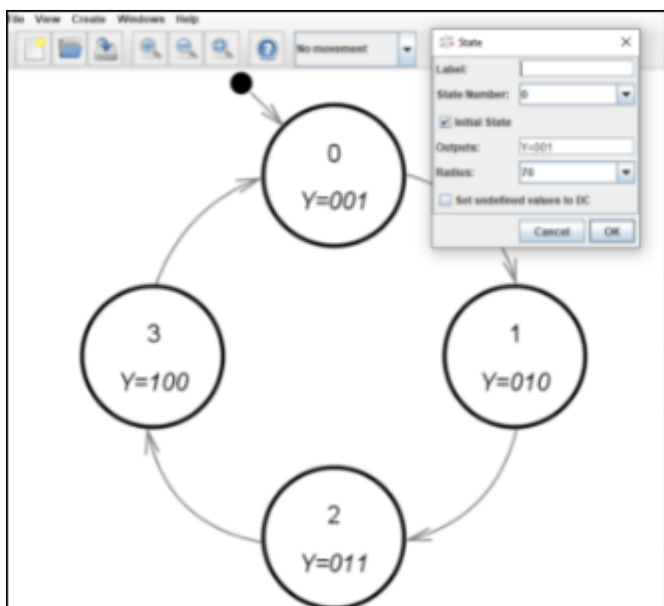 File View Create Windows Help
No movement
State
Label:
State Number: 0
Initial State
Outputs: Y=001
Radius: 70
Set undefined values to DC
Cancel OK
0
Y=001
3
Y=100
1
Y=010
2
Y=011